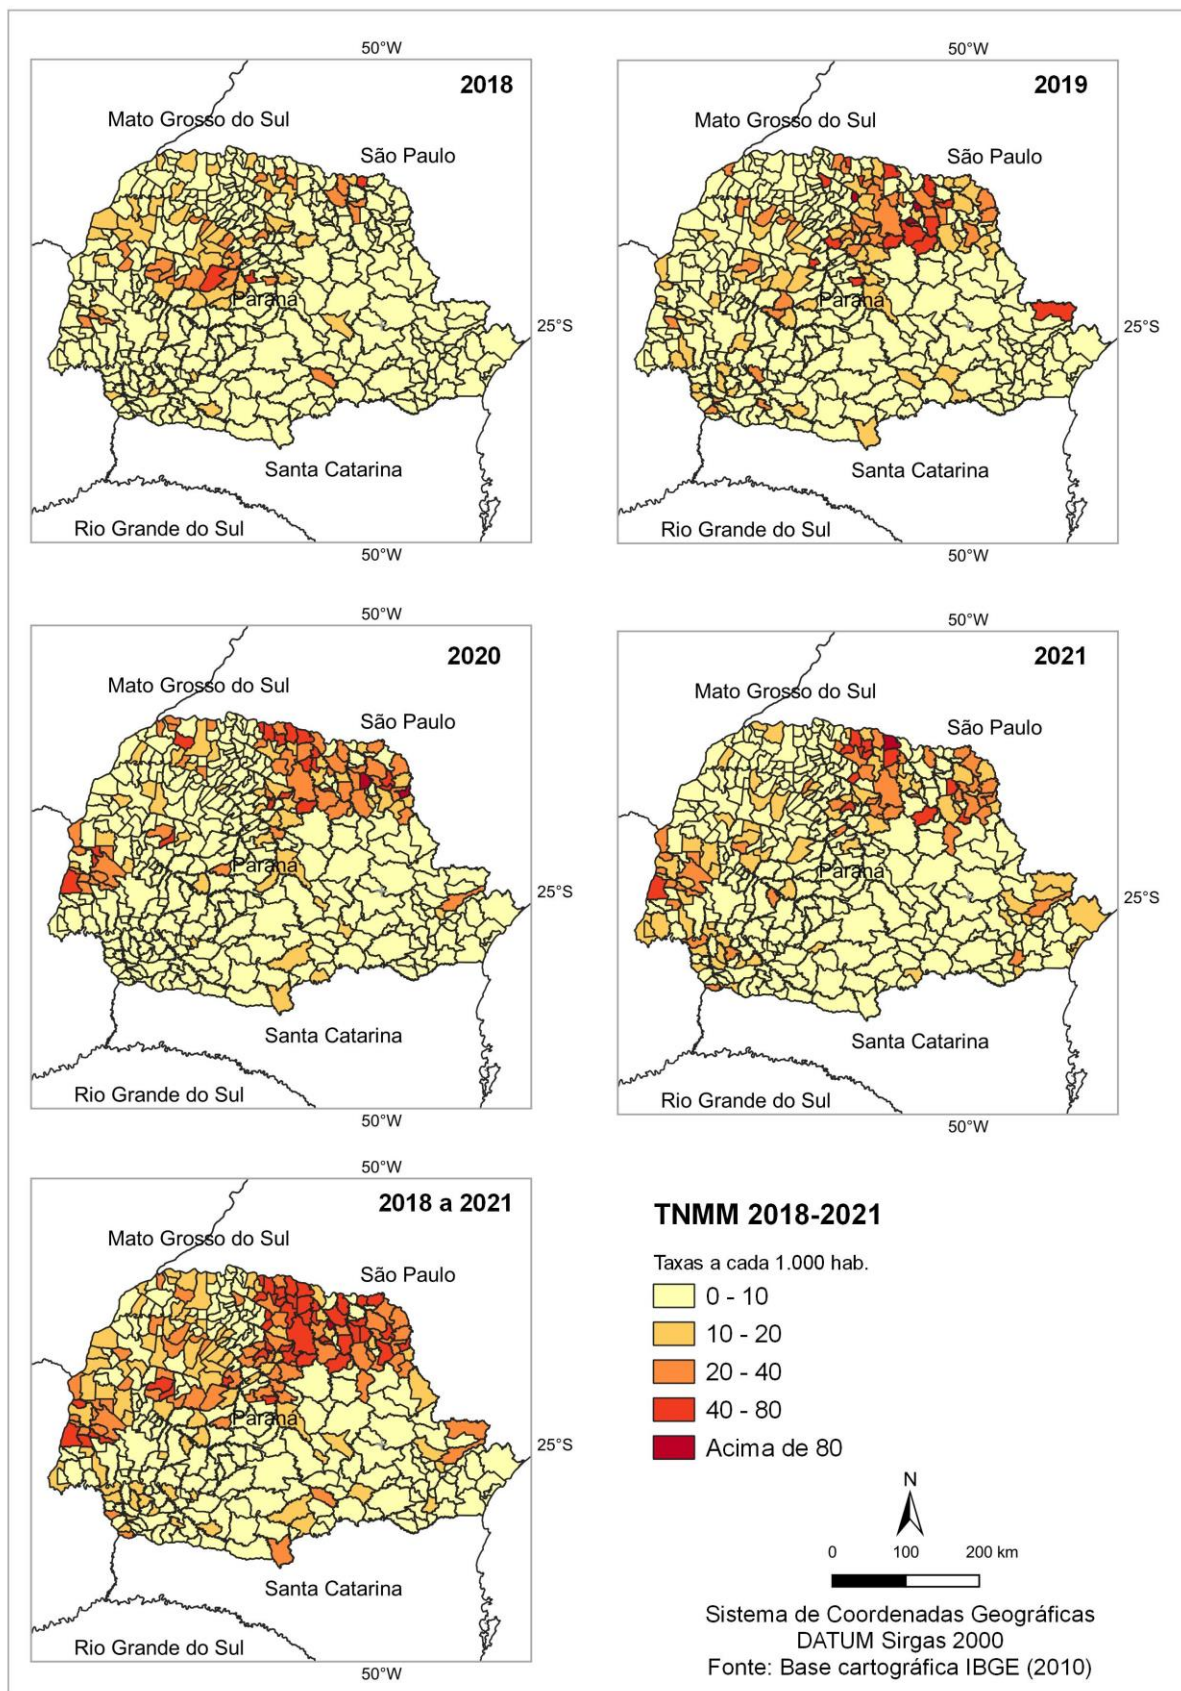 50°W
2018
Mato Grosso do Sul
São Paulo
Paraná
Santa Catarina
Rio Grande do Sul
50°W
50°W
2019
Mato Grosso do Sul
São Paulo
Paraná
25°S
25°S
Santa Catarina
Rio Grande do Sul
50°W
50°W
2020
Mato Grosso do Sul
São Paulo
Paraná
Santa Catarina
Rio Grande do Sul
50°W
50°W
2021
Mato Grosso do Sul
São Paulo
Paraná
25°S
25°S
Santa Catarina
Rio Grande do Sul
50°W
50°W
2018 a 2021
Mato Grosso do Sul
São Paulo
Paraná
25°S
Santa Catarina
Rio Grande do Sul
50°W
TNMM 2018-2021
Taxas a cada 1.000 hab.
0 - 10
10 - 20
20 - 40
40 - 80
Acima de 80
N
0 100 200 km
Sistema de Coordenadas Geográficas
DATUM Sirgas 2000
Fonte: Base cartográfica IBGE (2010)